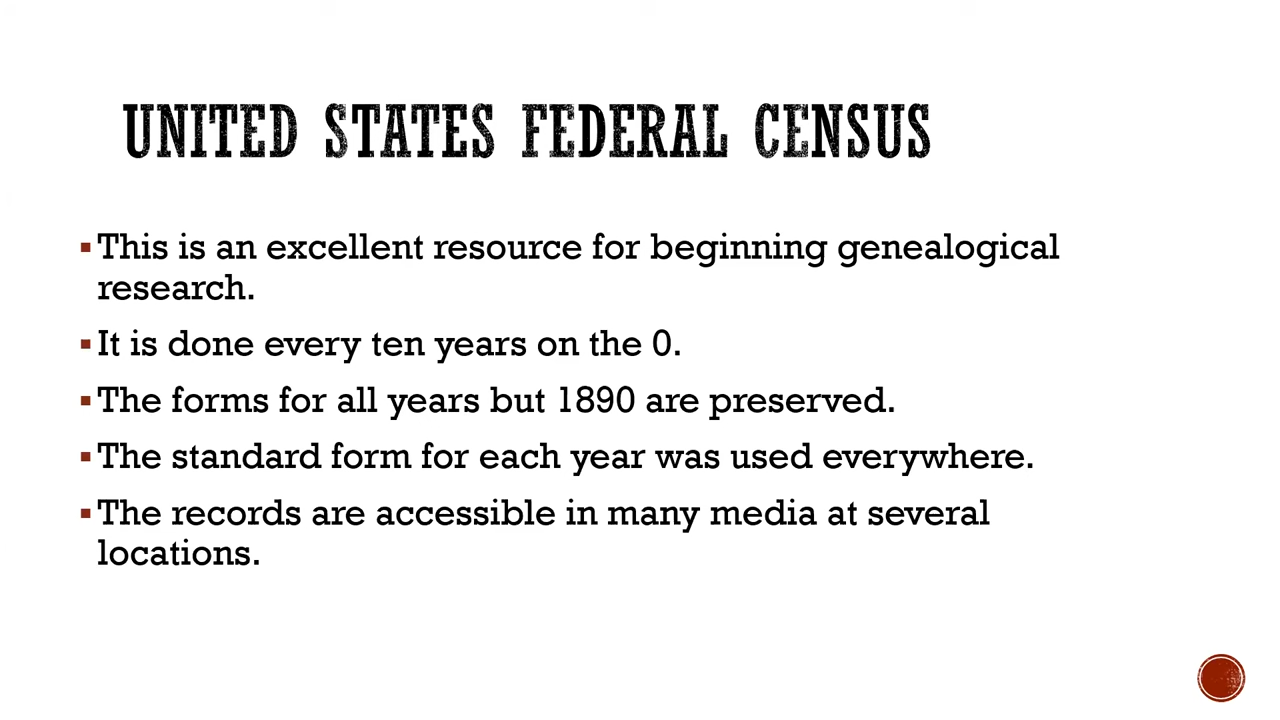 UNITED STATES FEDERAL CENSUS
▪This is an excellent resource for beginning genealogical
research.
▪It is done every ten years on the 0.
▪The forms for all years but 1890 are preserved.
▪The standard form for each year was used everywhere.
▪The records are accessible in many media at several
locations.